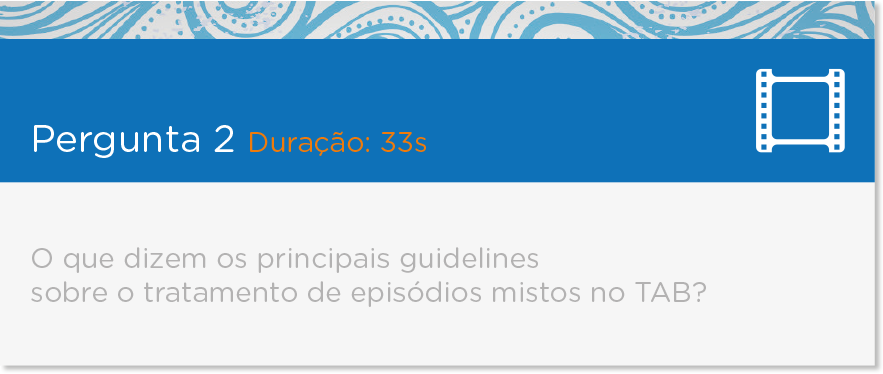 Pergunta 2 Duração: 33s
O que dizem os principais guidelines
sobre o tratamento de episódios mistos no TAB?